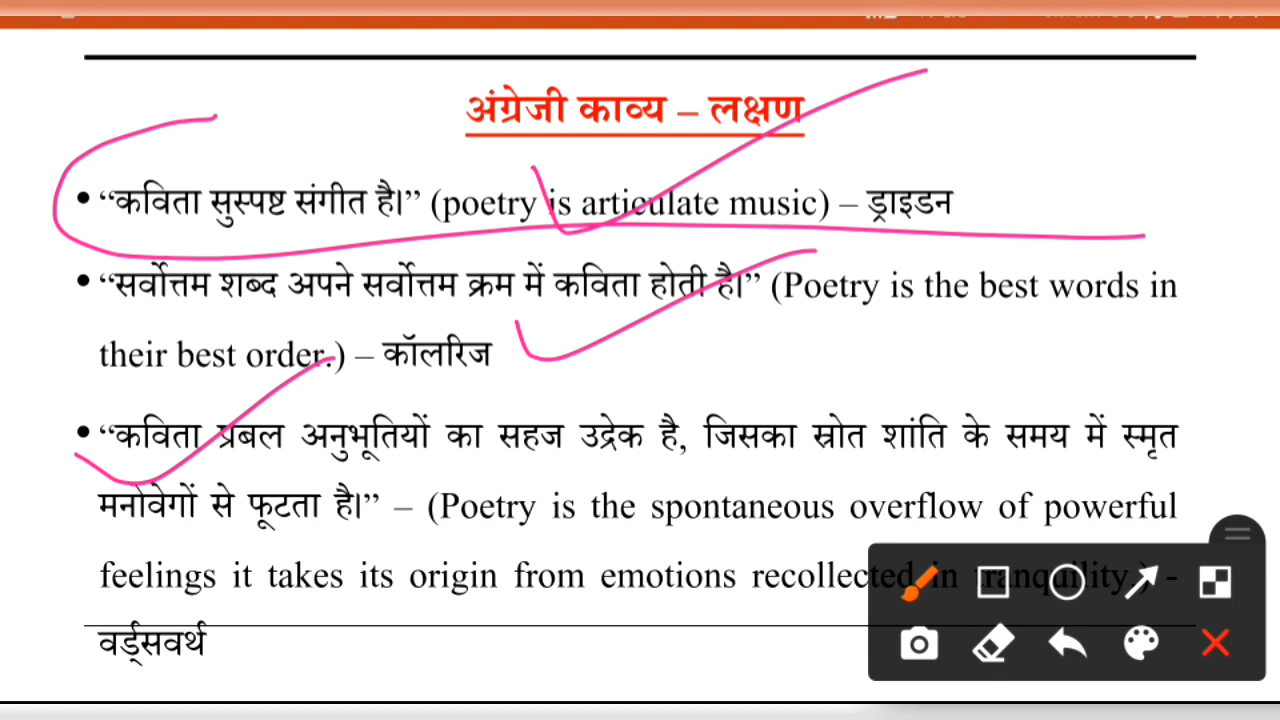 अंग्रेजी काव्य – लक्षण
• “कविता सुस्पष्ट संगीत है।” (poetry is articulate music) – ड्राइडन
• “सर्वोत्तम शब्द अपने सर्वोत्तम क्रम में कविता होती है।” (Poetry is the best words in
their best order.) – कॉलरिज
• “कविता प्रबल अनुभूतियों का सहज उद्रेक है, जिसका स्रोत शांति के समय में स्मृत
मनोवेगों से फूटता है।” – (Poetry is the spontaneous overflow of powerful
feelings it takes its origin from emotions recollected in tranquility.) -
वर्ड्सवर्थ